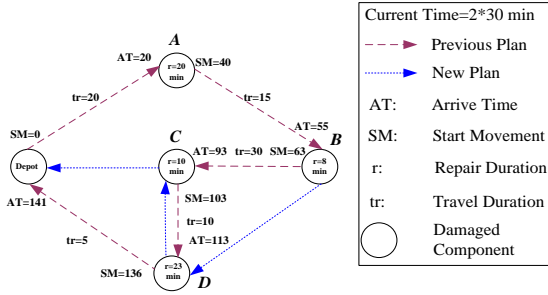 A
AT=20
r=20
min
SM=40
tr=20
tr=15
SM=0
AT=55
B
C
AT=93
tr=30
SM=63
Depot
r=10
min
r=8
min
AT=141
SM=103
tr=10
tr=5
AT=113
SM=136
r=23
min
D
Current Time=2*30 min
Previous Plan
New Plan
AT: Arrive Time
SM: Start Movement
r: Repair Duration
tr: Travel Duration
Damaged
Component